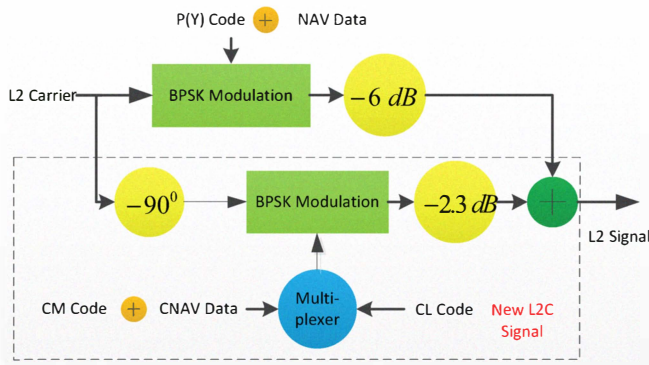 P(Y) Code + NAV Data
L2 Carrier
BPSK Modulation
−6 dB
−90⁰
BPSK Modulation
−2.3 dB
+
L2 Signal
CM Code + CNAV Data
Multi-
plexer
CL Code
New L2C
Signal